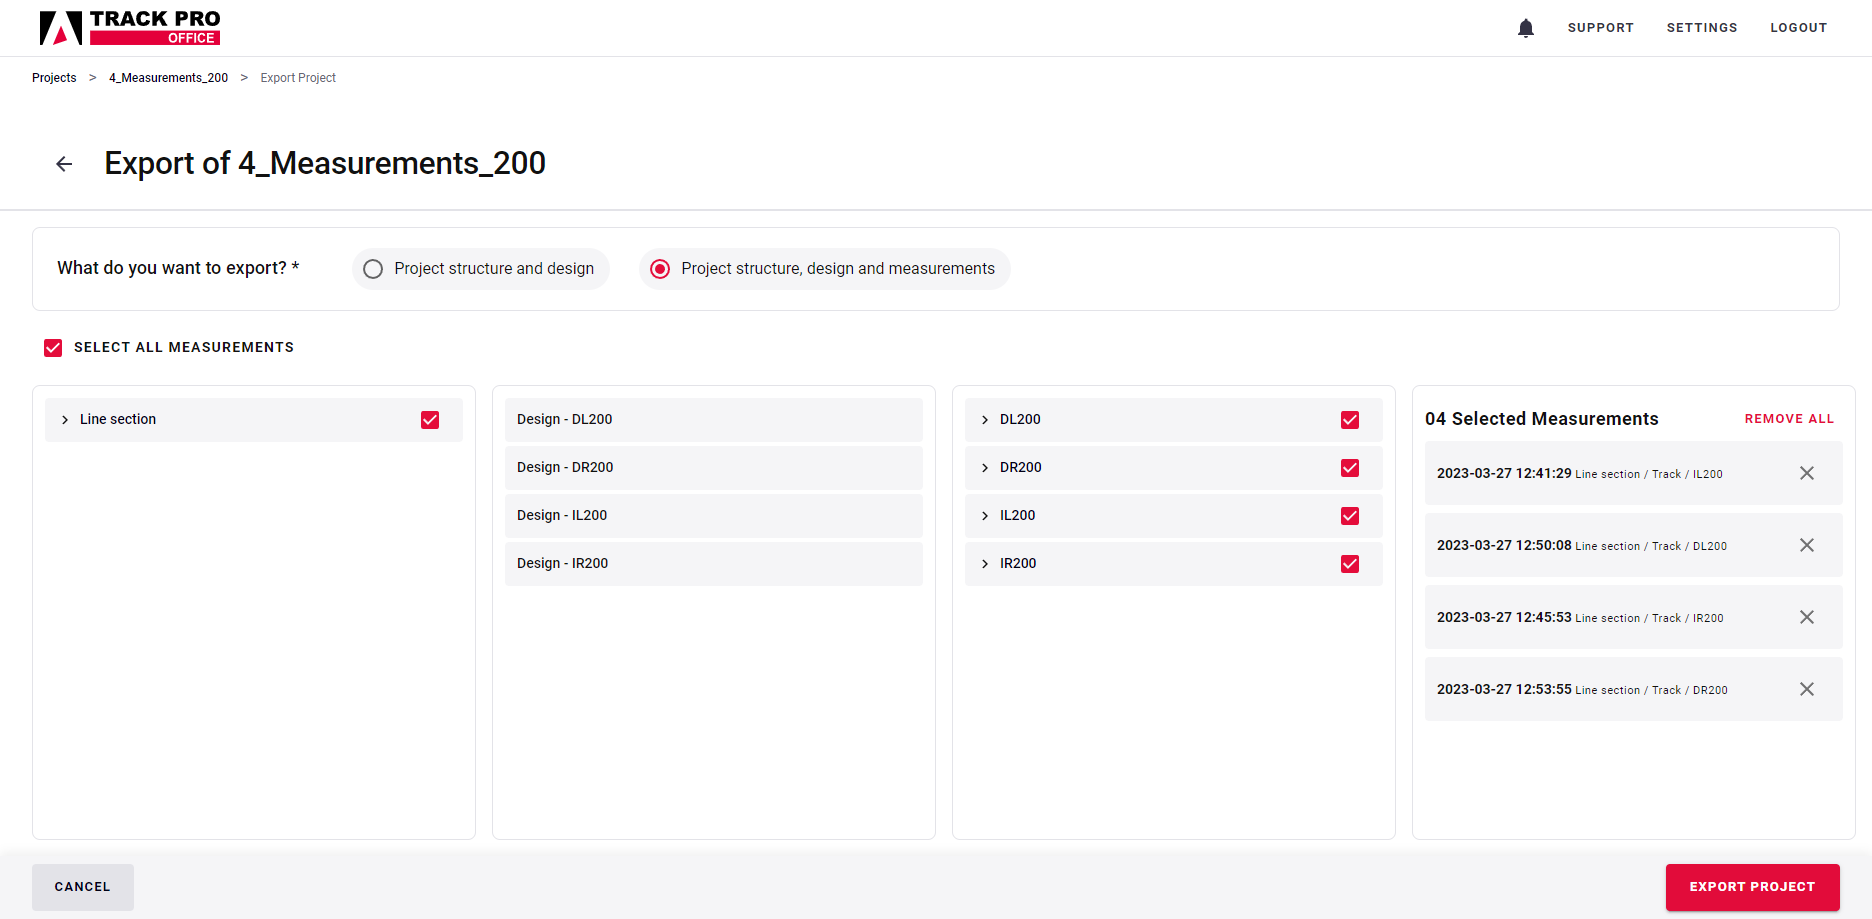 TRACK PRO
OFFICE
SUPPORT SETTINGS LOGOUT
Projects > 4_Measurements_200 > Export Project
Export of 4_Measurements_200
What do you want to export? *
Project structure and design
Project structure, design and measurements
SELECT ALL MEASUREMENTS
Line section
Design - DL200
Design - DR200
Design - IL200
Design - IR200
DL200
DR200
IL200
IR200
04 Selected Measurements REMOVE ALL
2023-03-27 12:41:29 Line section / Track / IL200
2023-03-27 12:50:08 Line section / Track / DL200
2023-03-27 12:45:53 Line section / Track / IR200
2023-03-27 12:53:55 Line section / Track / DR200
CANCEL
EXPORT PROJECT